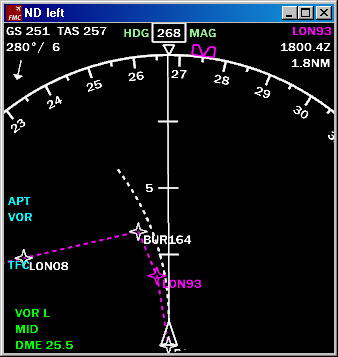 FMC ND left
GS 251 TAS 257 HDG 268 MAG LON93
280°/ 6 1800.4Z
1.8NM
23 24 25 26 27 28 29 30
5
APT
VOR
BUR164
TFC LON08
LON93
VOR L
MID
DME 25.5